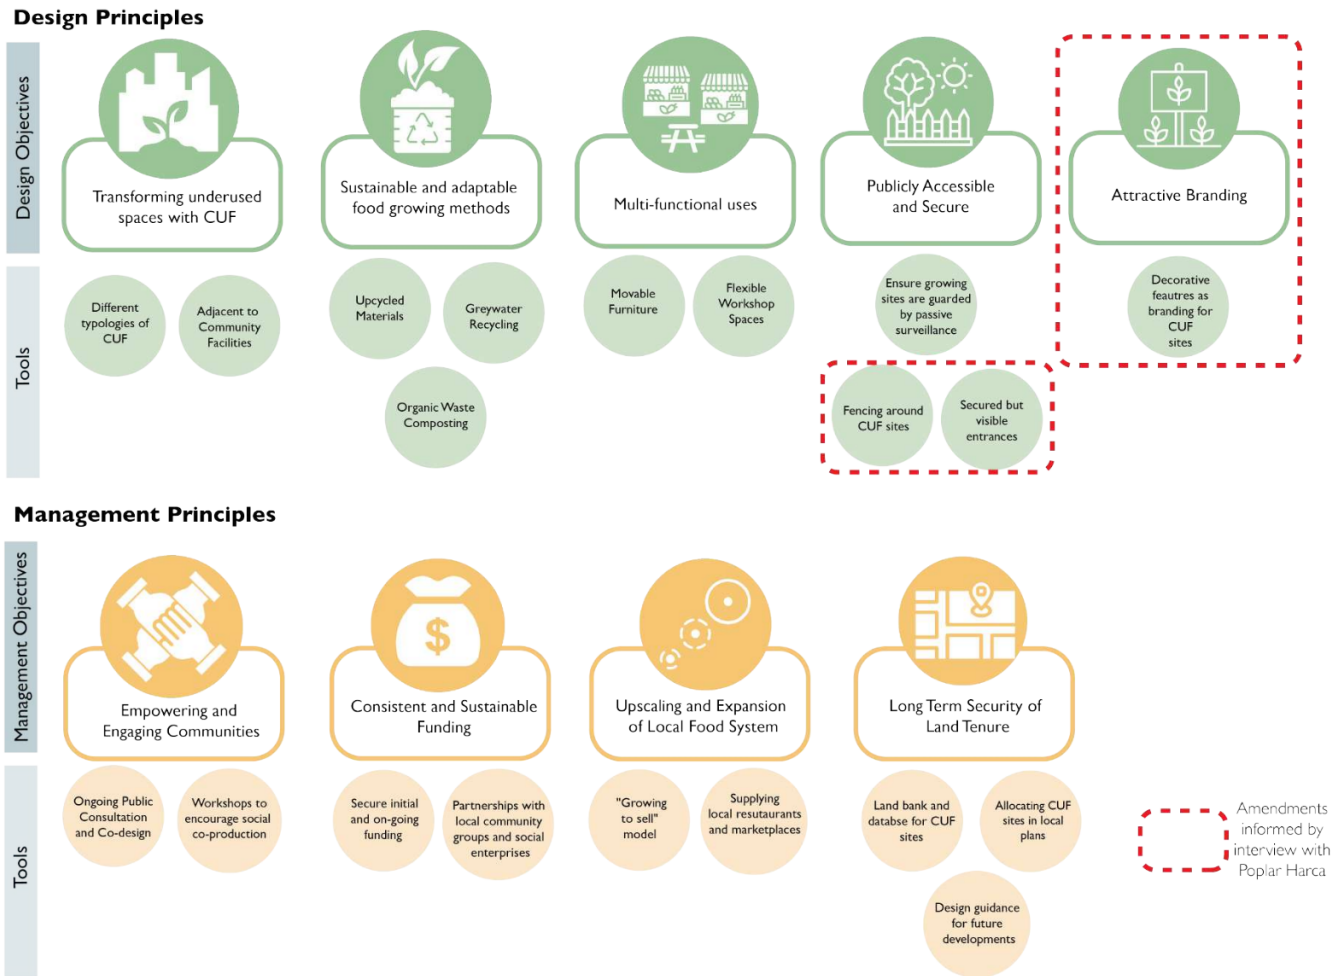 Design Principles
Design Objectives
Transforming underused
spaces with CUF
Sustainable and adaptable
food growing methods
Multi-functional uses
Publicly Accessible
and Secure
Attractive Branding
Tools
Different
typologies of
CUF
Adjacent to
Community
Facilities
Upcycled
Materials
Greywater
Recycling
Organic Waste
Composting
Movable
Furniture
Flexible
Workshop
Spaces
Ensure growing
sites are guarded
by passive
surveillance
Fencing around
CUF sites
Secured but
visible
entrances
Decorative
feautres as
branding for
CUF
sites
Management Principles
Management Objectives
Empowering and
Engaging Communities
$
Consistent and Sustainable
Funding
Upscaling and Expansion
of Local Food System
Long Term Security of
Land Tenure
Tools
Ongoing Public
Consultation
and Co-design
Workshops to
encourage social
co-production
Secure initial
and on-going
funding
Partnerships with
local community
groups and social
enterprises
"Growing
to sell"
model
Supplying
local resutaurants
and marketplaces
Land bank and
databse for CUF
sites
Allocating CUF
sites in local
plans
Design guidance
for future
developments
Amendments
informed by
interview with
Poplar Harca